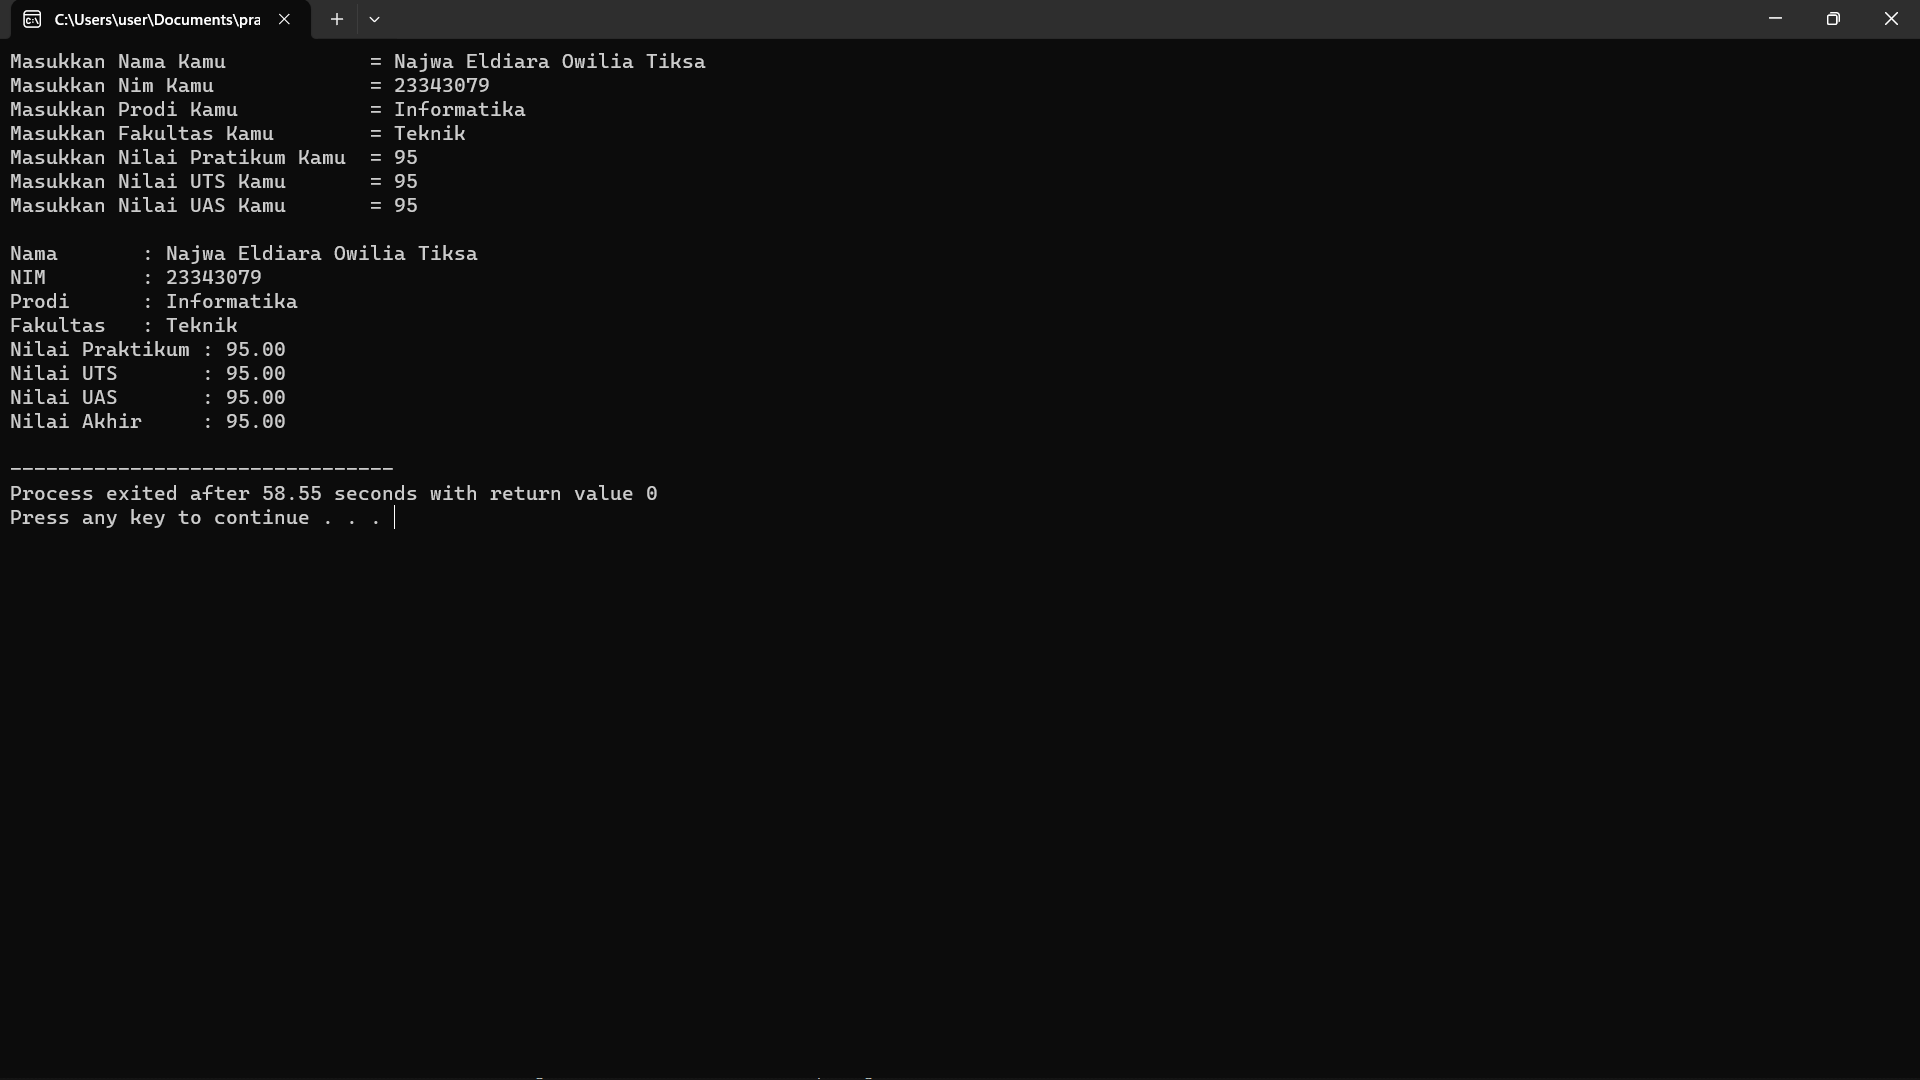 C:\Users\user\Documents\pra
Masukkan Nama Kamu            = Najwa Eldiara Owilia Tiksa
Masukkan Nim Kamu             = 23343079
Masukkan Prodi Kamu           = Informatika
Masukkan Fakultas Kamu        = Teknik
Masukkan Nilai Pratikum Kamu  = 95
Masukkan Nilai UTS Kamu       = 95
Masukkan Nilai UAS Kamu       = 95
Nama       : Najwa Eldiara Owilia Tiksa
NIM        : 23343079
Prodi      : Informatika
Fakultas   : Teknik
Nilai Praktikum : 95.00
Nilai UTS       : 95.00
Nilai UAS       : 95.00
Nilai Akhir     : 95.00
--------------------------------
Process exited after 58.55 seconds with return value 0
Press any key to continue . . .